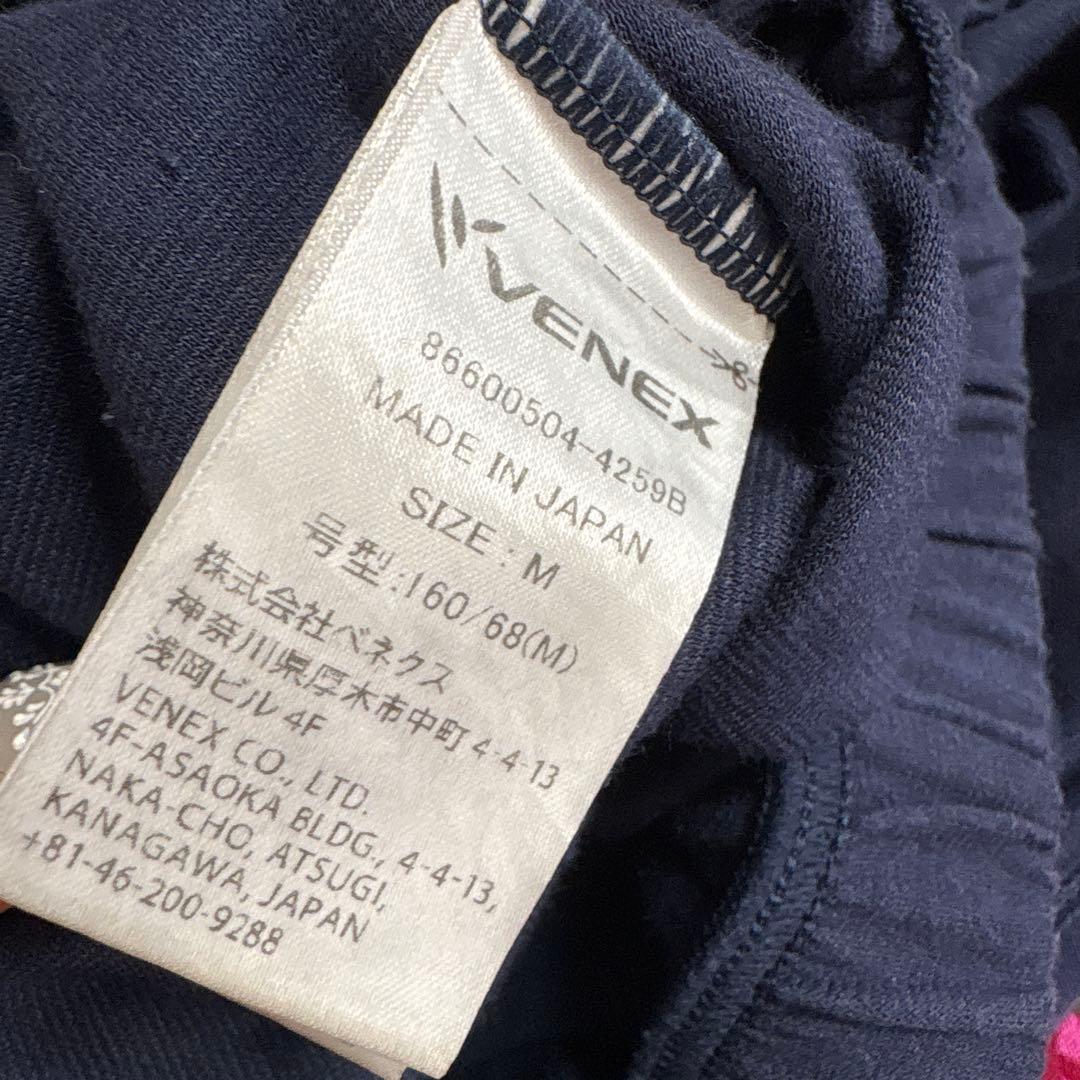 VENEX
86600504-4259B
MADE IN JAPAN
SIZE : M
号型:160/68(M)
株式会社ベネクス
神奈川県厚木市中町4-4-13
浅岡ビル4F
VENEX CO., LTD.
4F-ASAOKA BLDG., 4-4-13,
NAKA-CHO, ATSUGI,
KANAGAWA, JAPAN
+81-46-200-9288